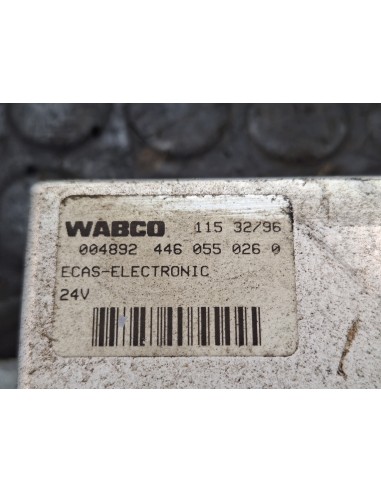 WABCO 115 32/96
004892 446 055 026 0
ECAS-ELECTRONIC
24V